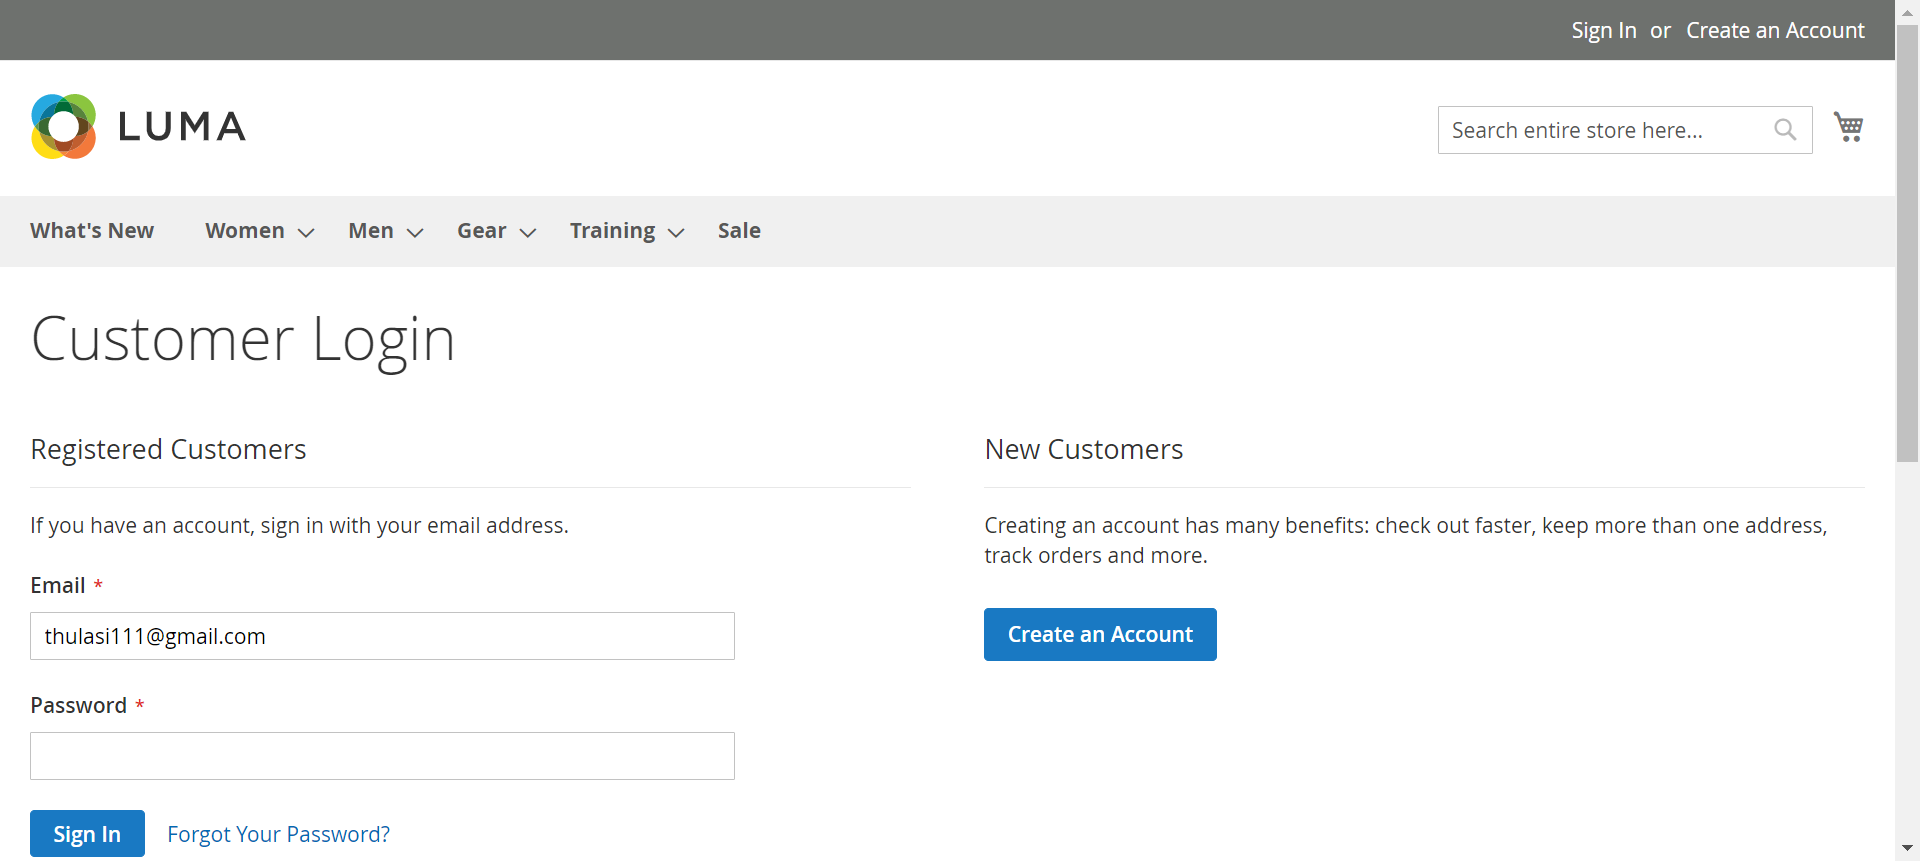 Sign In or Create an Account
LUMA
Search entire store here...
What's New Women Men Gear Training Sale
Customer Login
Registered Customers
If you have an account, sign in with your email address.
Email *
thulasi111@gmail.com
Password *
Sign In Forgot Your Password?
New Customers
Creating an account has many benefits: check out faster, keep more than one address,
track orders and more.
Create an Account